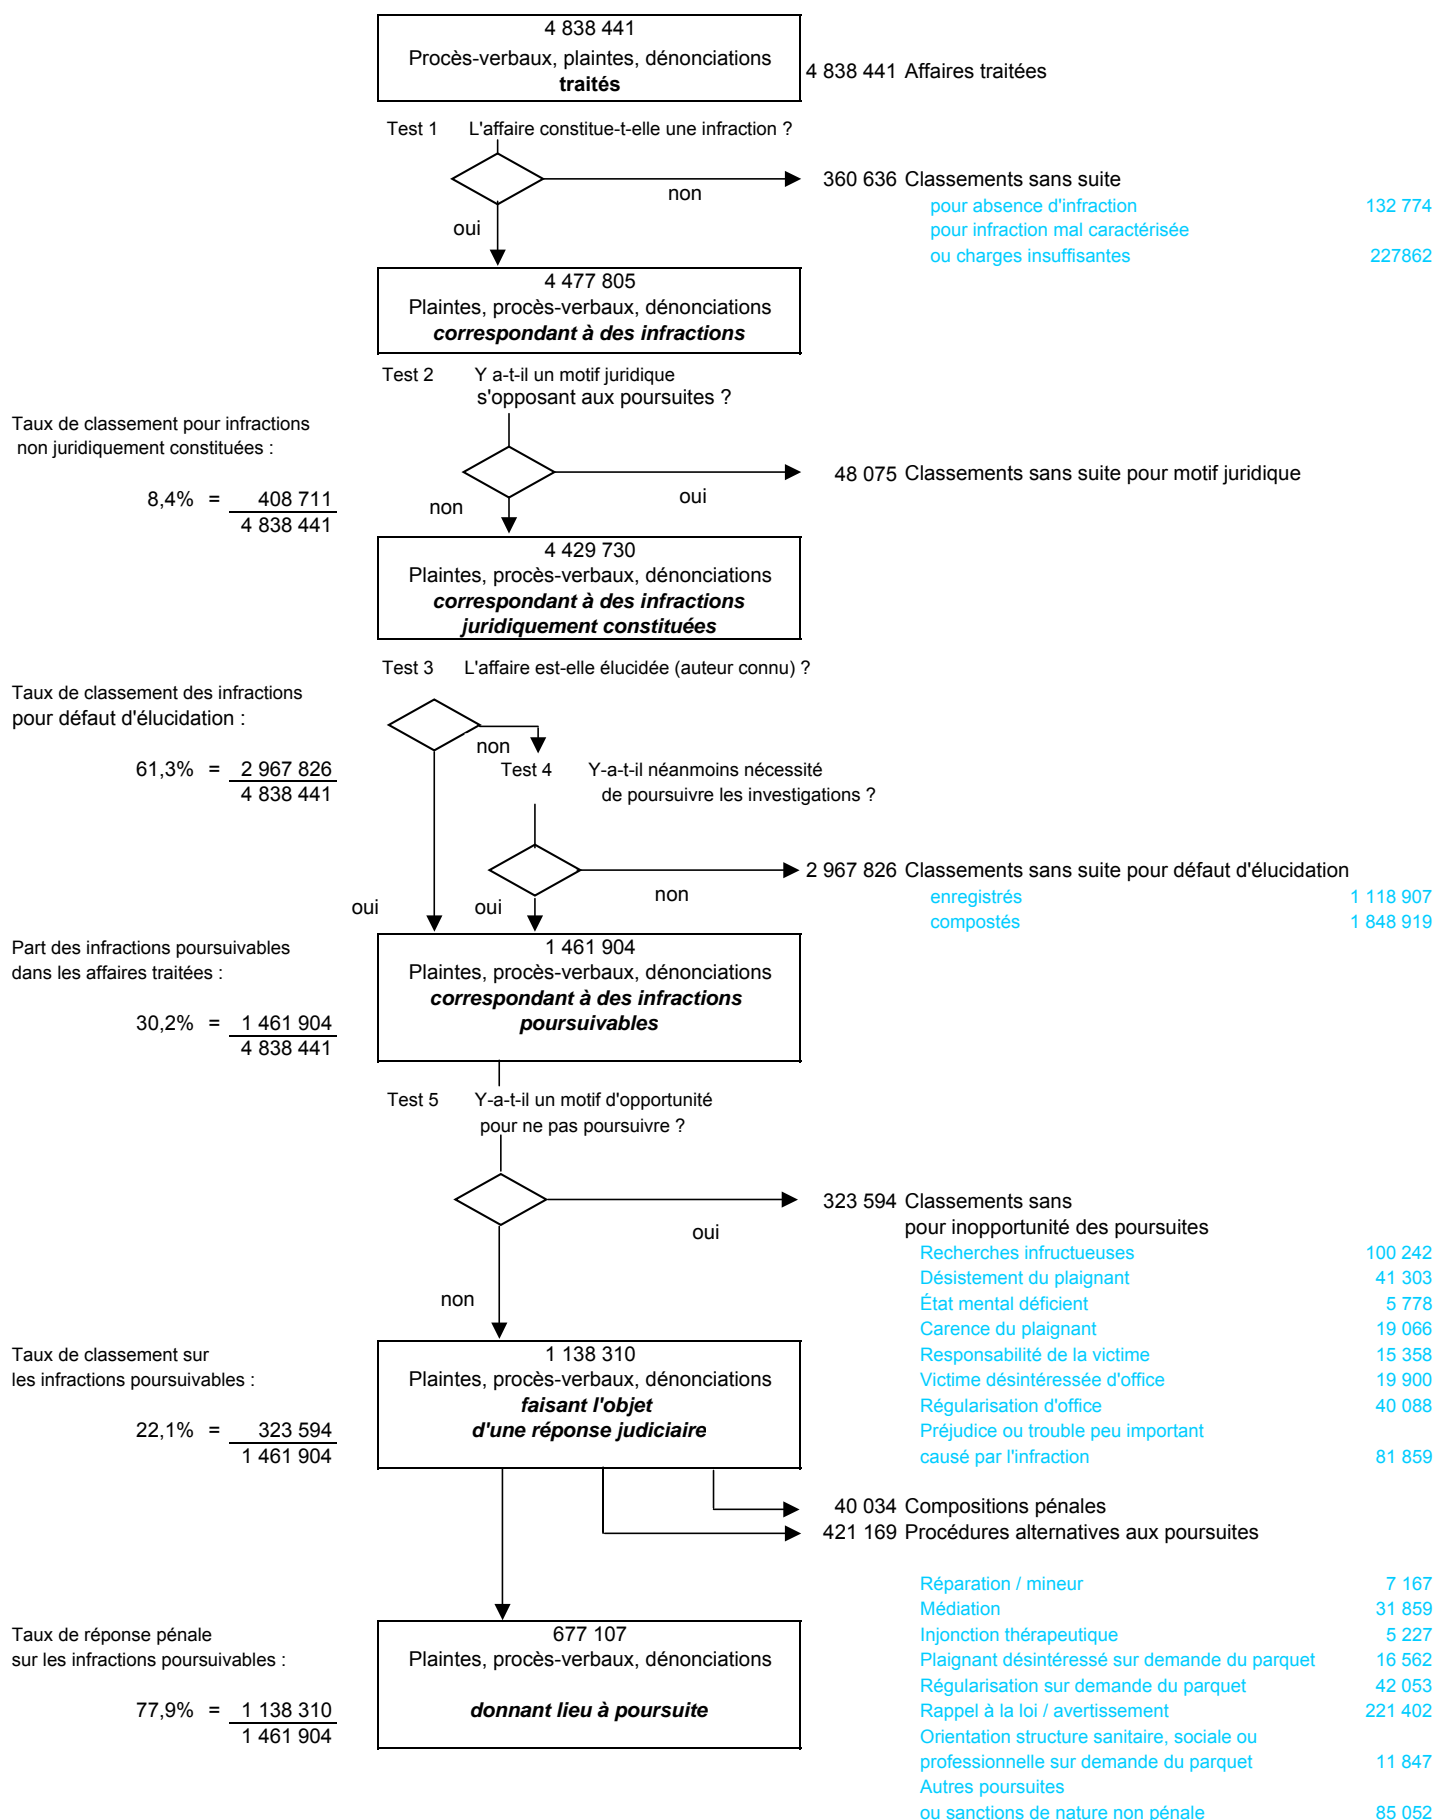 4 838 441
Procès-verbaux, plaintes, dénonciations
traités
4 838 441 Affaires traitées
Test 1 L'affaire constitue-t-elle une infraction ?
non
360 636 Classements sans suite
pour absence d'infraction 132 774
pour infraction mal caractérisée
ou charges insuffisantes 227862
oui
4 477 805
Plaintes, procès-verbaux, dénonciations
correspondant à des infractions
Test 2 Y a-t-il un motif juridique
s'opposant aux poursuites ?
Taux de classement pour infractions
non juridiquement constituées :
8,4% = 408 711
4 838 441
oui
48 075 Classements sans suite pour motif juridique
non
4 429 730
Plaintes, procès-verbaux, dénonciations
correspondant à des infractions
juridiquement constituées
Test 3 L'affaire est-elle élucidée (auteur connu) ?
Taux de classement des infractions
pour défaut d'élucidation :
61,3% = 2 967 826
4 838 441
non
Test 4 Y-a-t-il néanmoins nécessité
de poursuivre les investigations ?
non
2 967 826 Classements sans suite pour défaut d'élucidation
enregistrés 1 118 907
compostés 1 848 919
oui oui
Part des infractions poursuivables
dans les affaires traitées :
30,2% = 1 461 904
4 838 441
1 461 904
Plaintes, procès-verbaux, dénonciations
correspondant à des infractions
poursuivables
Test 5 Y-a-t-il un motif d'opportunité
pour ne pas poursuivre ?
oui
323 594 Classements sans
pour inopportunité des poursuites
Recherches infructueuses 100 242
Désistement du plaignant 41 303
État mental déficient 5 778
Carence du plaignant 19 066
Responsabilité de la victime 15 358
Victime désintéressée d'office 19 900
Régularisation d'office 40 088
Préjudice ou trouble peu important
causé par l'infraction 81 859
non
Taux de classement sur
les infractions poursuivables :
22,1% = 323 594
1 461 904
1 138 310
Plaintes, procès-verbaux, dénonciations
faisant l'objet
d'une réponse judiciaire
40 034 Compositions pénales
421 169 Procédures alternatives aux poursuites
Réparation / mineur 7 167
Médiation 31 859
Injonction thérapeutique 5 227
Plaignant désintéressé sur demande du parquet 16 562
Régularisation sur demande du parquet 42 053
Rappel à la loi / avertissement 221 402
Orientation structure sanitaire, sociale ou
professionnelle sur demande du parquet 11 847
Autres poursuites
ou sanctions de nature non pénale 85 052
Taux de réponse pénale
sur les infractions poursuivables :
77,9% = 1 138 310
1 461 904
677 107
Plaintes, procès-verbaux, dénonciations
donnant lieu à poursuite